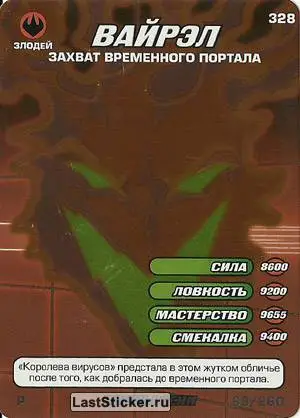 328
ВАЙРЭЛ
ЗЛОДЕЙ
ЗАХВАТ ВРЕМЕННОГО ПОРТАЛА
СИЛА 8600
ЛОВКОСТЬ 9200
МАСТЕРСТВО 9655
СМЕКАЛКА 9400
«Королева вирусов» предстала в этом жутком обличье
после того, как добралась до временного портала.
P
LastSticker.com